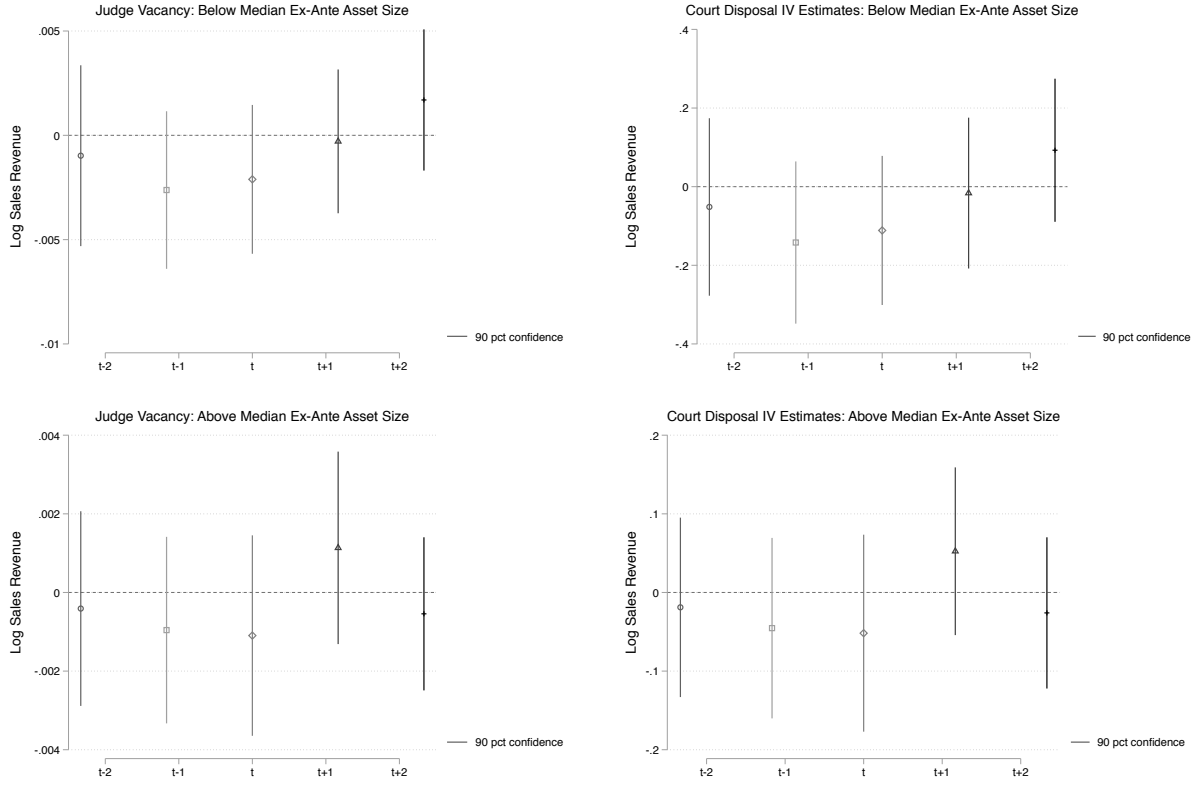 Judge Vacancy: Below Median Ex-Ante Asset Size
Log Sales Revenue
.005
0
-.005
-.01
t-2 t-1 t t+1 t+2
90 pct confidence
Court Disposal IV Estimates: Below Median Ex-Ante Asset Size
Log Sales Revenue
.4
.2
0
-.2
-.4
t-2 t-1 t t+1 t+2
90 pct confidence
Judge Vacancy: Above Median Ex-Ante Asset Size
Log Sales Revenue
.004
.002
0
-.002
-.004
t-2 t-1 t t+1 t+2
90 pct confidence
Court Disposal IV Estimates: Above Median Ex-Ante Asset Size
Log Sales Revenue
.2
.1
0
-.1
-.2
t-2 t-1 t t+1 t+2
90 pct confidence